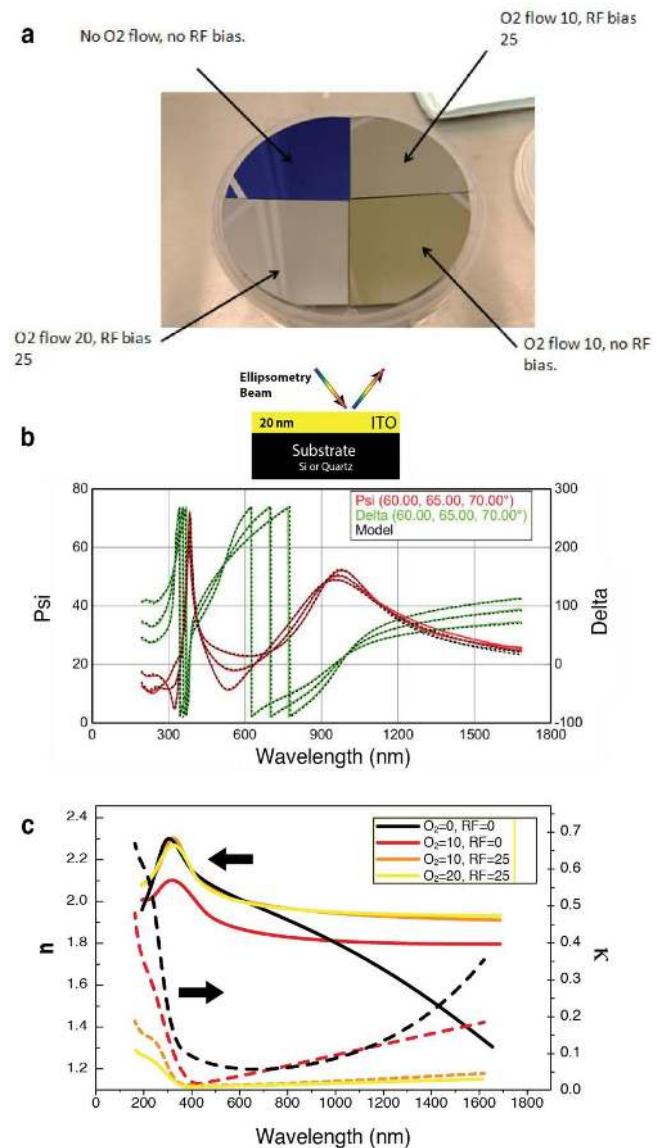 a
No O2 flow, no RF bias.
O2 flow 10, RF bias
25
O2 flow 20, RF bias
25
O2 flow 10, no RF
bias.
Ellipsometry
Beam
20 nm
ITO
Substrate
Si or Quartz
b
Psi (60.00, 65.00, 70.00°)
Delta (60.00, 65.00, 70.00°)
Model
80
60
40
20
0
Psi
300
200
100
0
-100
Delta
0 300 600 900 1200 1500 1800
Wavelength (nm)
c
O₂=0, RF=0
O₂=10, RF=0
O₂=10, RF=25
O₂=20, RF=25
2.4
2.2
2.0
1.8
1.6
1.4
1.2
n
0.7
0.6
0.5
0.4
0.3
0.2
0.1
0.0
K
0 200 400 600 800 1000 1200 1400 1600 1800
Wavelength (nm)